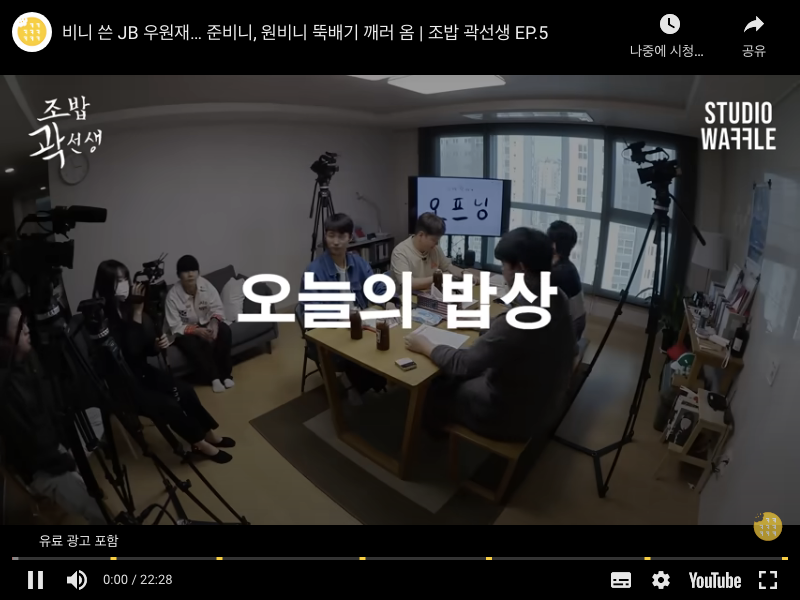 비니 쓴 JB 우원재... 준비니, 원비니 뚝배기 깨러 옴 | 조밥 곽선생 EP.5
나중에 시청...
공유
조밥
곽선생
STUDIO
WAFFLE
오프닝
오늘의 밥상
유료 광고 포함
0:00 / 22:28
YouTube